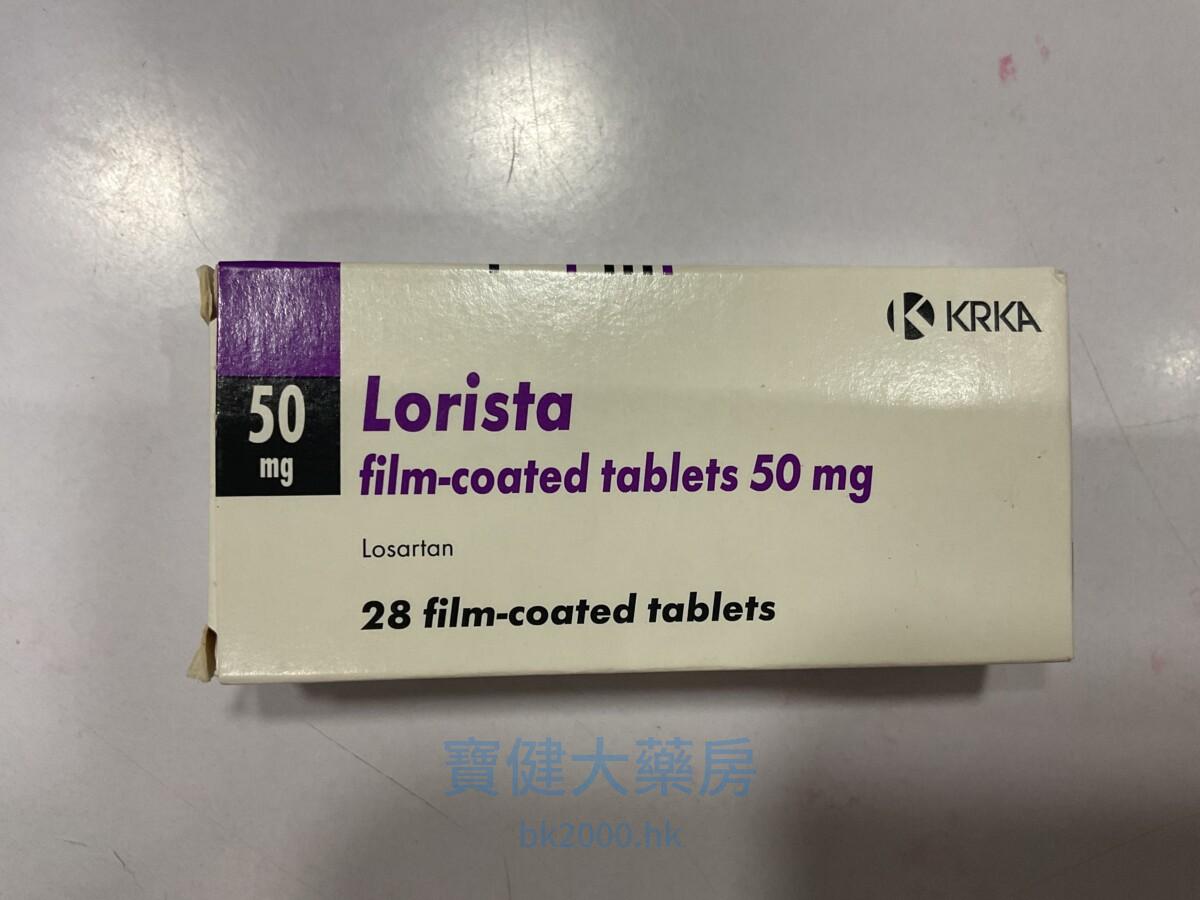 KRKA
50
mg
Lorista
film-coated tablets 50 mg
Losartan
28 film-coated tablets
寶健大藥房
bk2000.hk